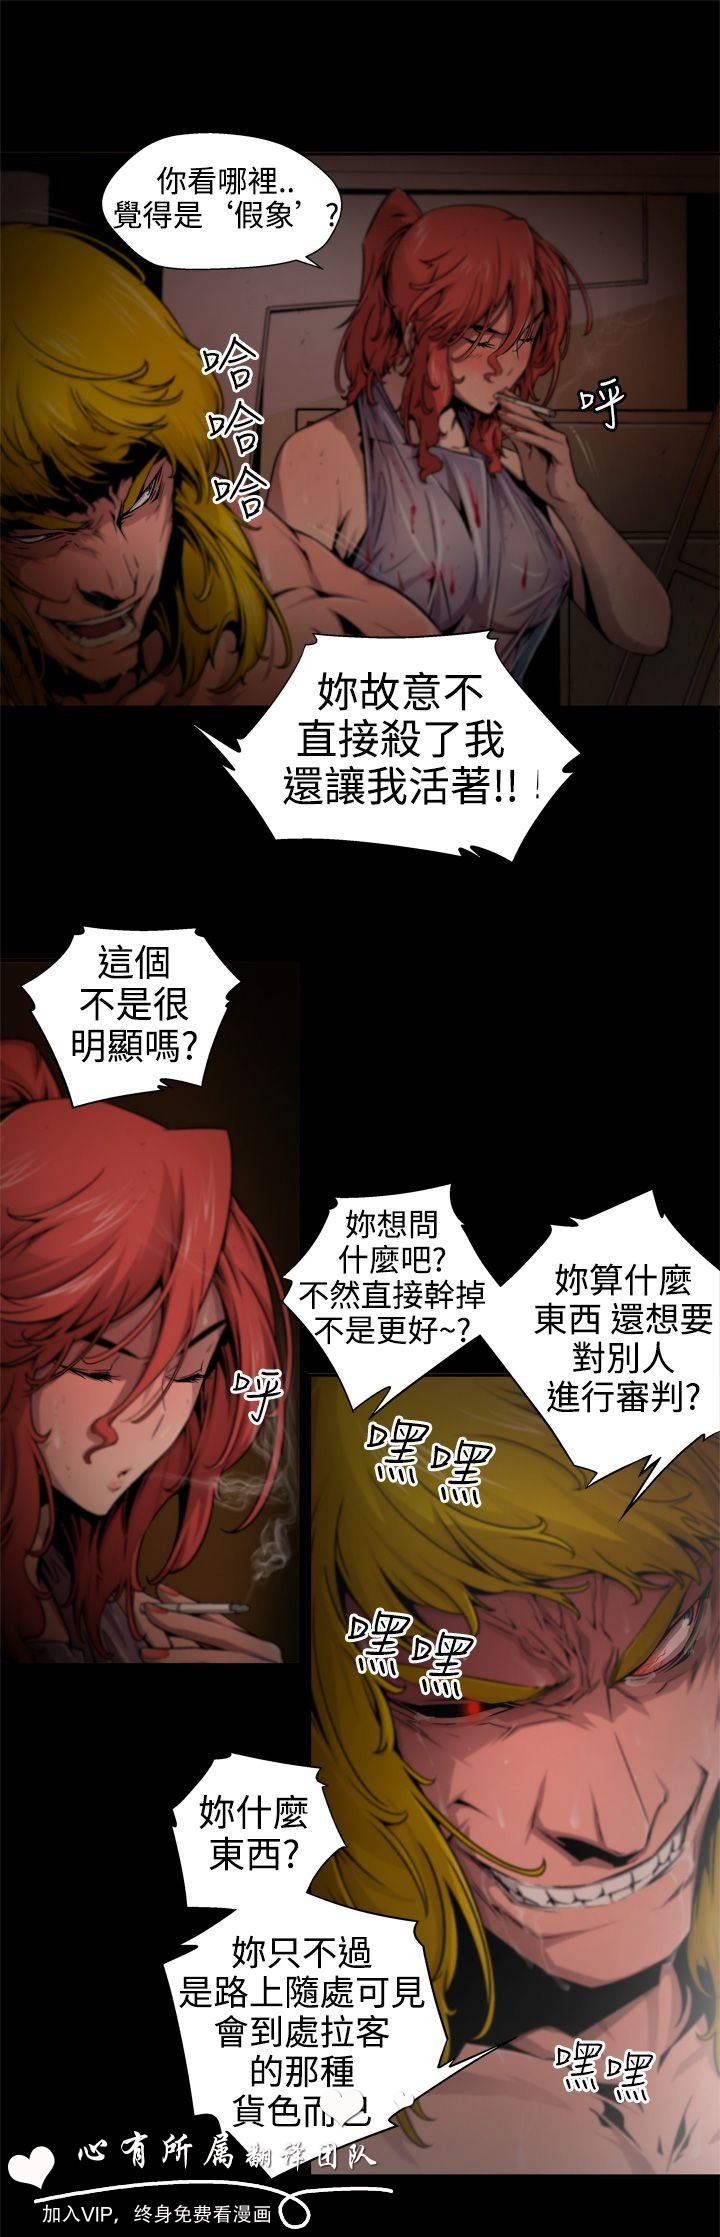 你看哪裡..
覺得是‘假象’?
哈
哈
哈
呼
妳故意不
直接殺了我
還讓我活著!! !
這個
不是很
明顯嗎?
妳想問
什麼吧?
不然直接幹掉
不是更好~?
妳算什麼
東西 還想要
對別人
進行審判?
呼
嘿嘿
嘿嘿
妳什麼
東西?
妳只不過
是路上隨處可見
會到處拉客
的那種
貨色而已
嘿嘿
心有所属翻译团队
加入VIP，终身免费看漫画